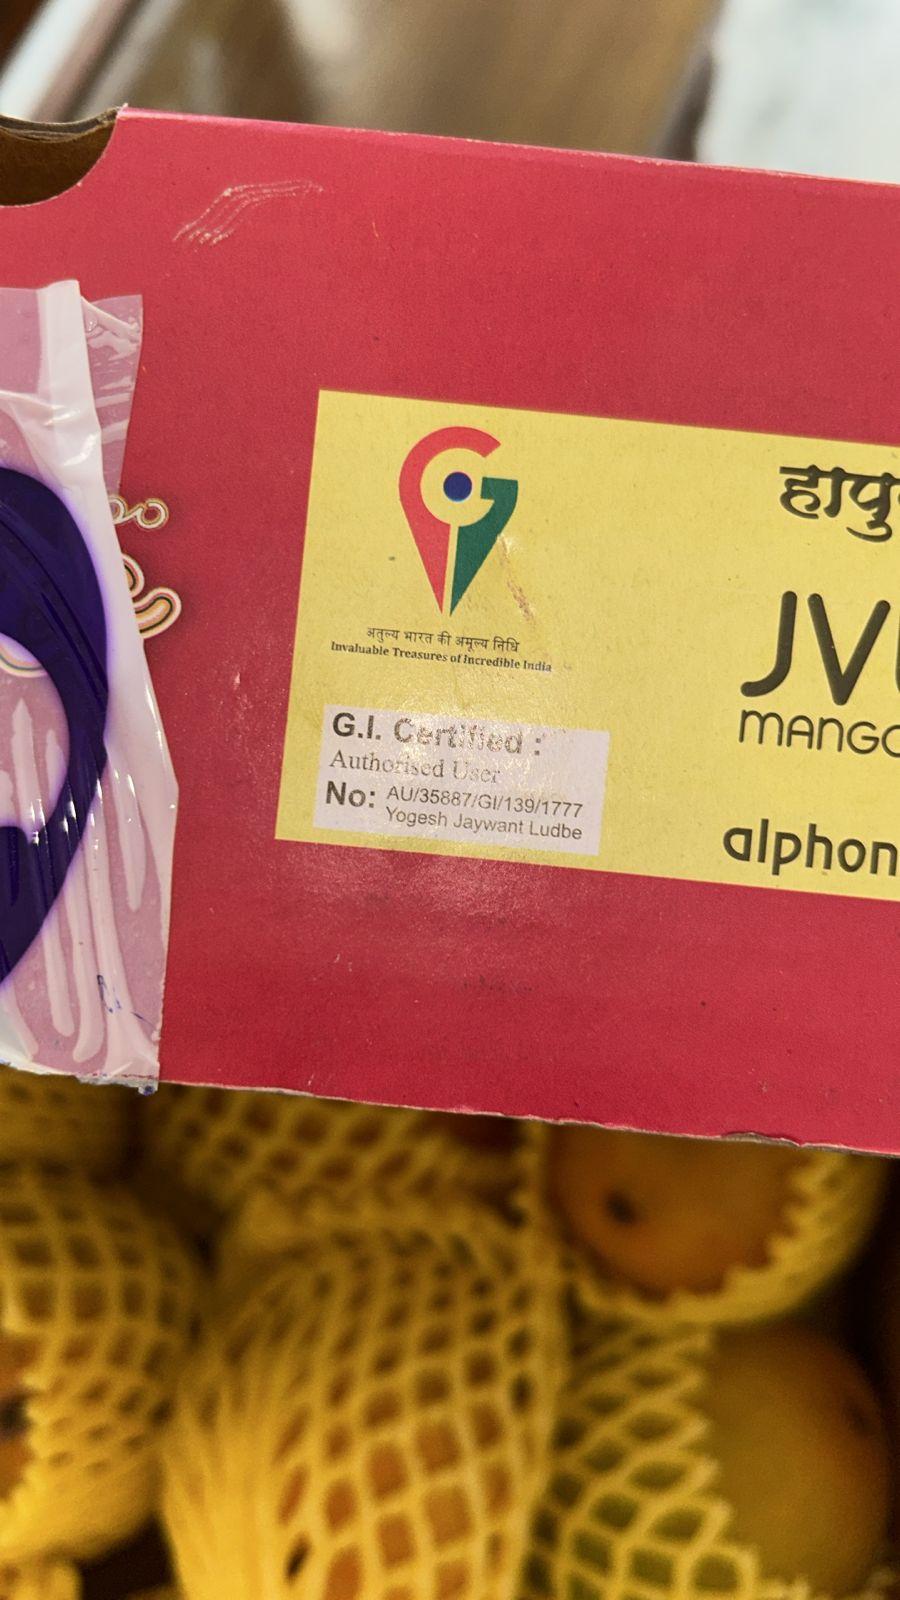 अतुल्य भारत की अमूल्य निधि
Invaluable Treasures of Incredible India
G.I. Certified :
Authorised User
No: AU/35887/GI/139/1777
Yogesh Jaywant Ludbe
हापु
JV
MANGO
alphon